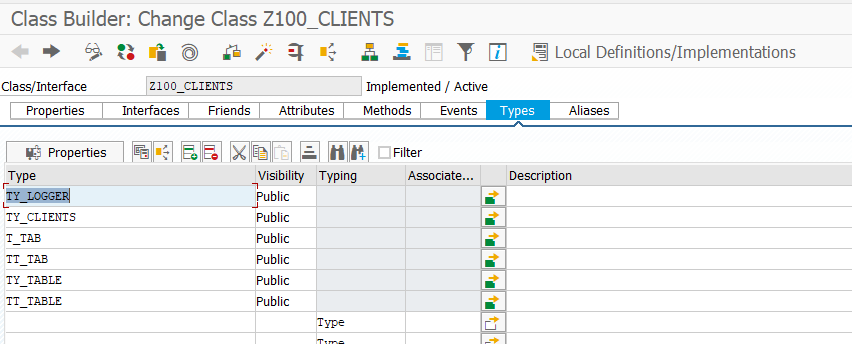 Class Builder: Change Class Z100_CLIENTS
Local Definitions/Implementations
Class/Interface Z100_CLIENTS Implemented / Active
Properties Interfaces Friends Attributes Methods Events Types Aliases
Properties Filter
Type Visibility Typing Associate... Description
TY_LOGGER Public
TY_CLIENTS Public
T_TAB Public
TT_TAB Public
TY_TABLE Public
TT_TABLE Public
Type
Type